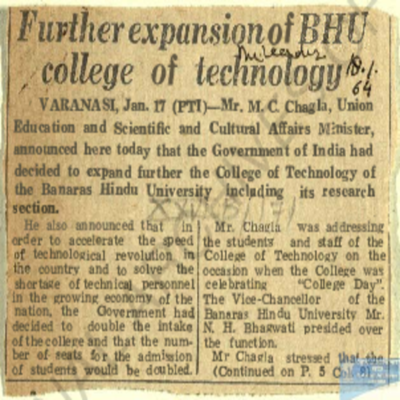 Further expansion of BHU
college of technology
18.1.
64
VARANASI, Jan. 17 (PTI)—Mr. M. C. Chagla, Union
Education and Scientific and Cultural Affairs Minister,
announced here today that the Government of India had
decided to expand further the College of Technology of
the Banaras Hindu University including its research
section.
He also announced that in
order to accelerate the speed
of technological revolution in
the country and to solve the
shortage of technical personnel
in the growing economy of the
nation, the Government had
decided to double the intake
of the college and that the num-
ber of seats for the admission
of students would be doubled.
Mr. Chagla was addressing
the students and staff of the
College of Technology on the
occasion when the College was
celebrating "College Day".
The Vice-Chancellor of the
Banaras Hindu University Mr.
N. H. Bhagwati presided over
the function.
Mr Chagla stressed that the
(Continued on P. 5 Col. 8)